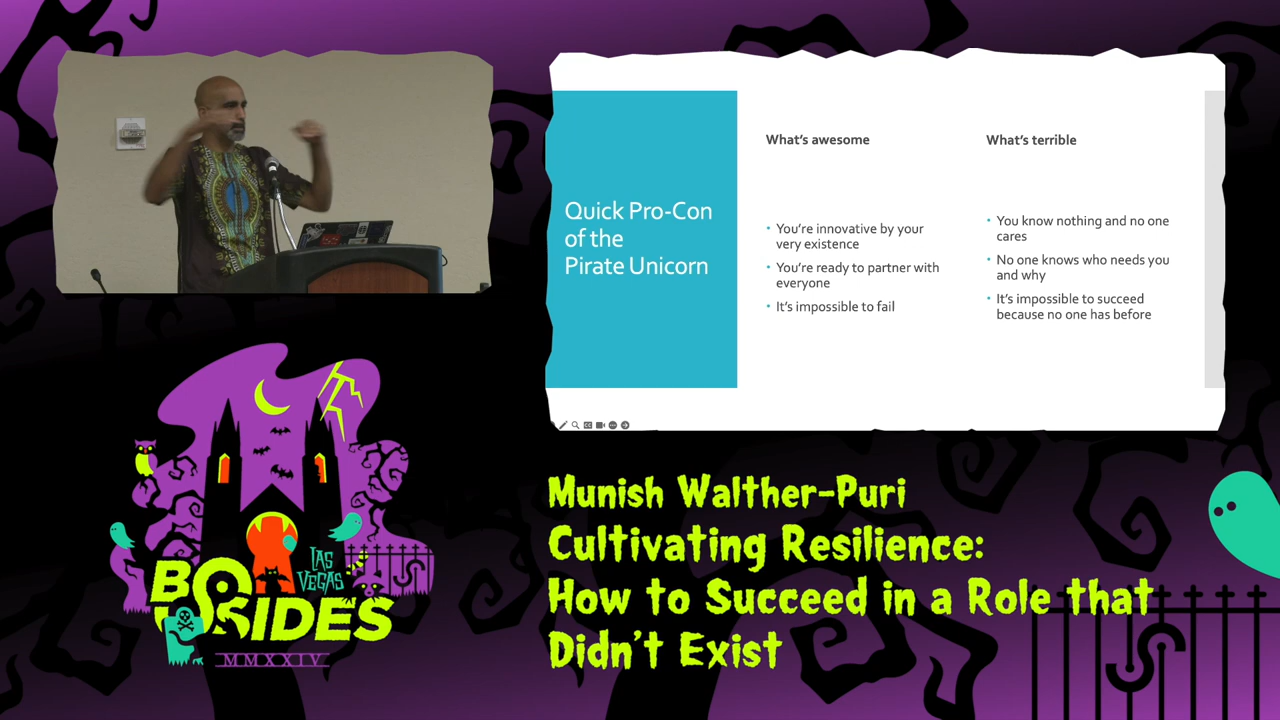 Quick Pro-Con
of the
Pirate Unicorn
What's awesome
• You're innovative by your
very existence
• You're ready to partner with
everyone
• It's impossible to fail
What's terrible
• You know nothing and no one
cares
• No one knows who needs you
and why
• It's impossible to succeed
because no one has before
BSIDES
LAS
VEGAS
MMXXIV
Munish Walther-Puri
Cultivating Resilience:
How to Succeed in a Role that
Didn't Exist